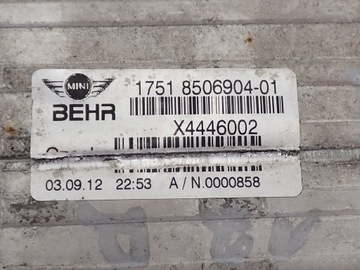 MINI
BEHR
1751 8506904-01
X4446002
03.09.12 22:53 A / N.0000858